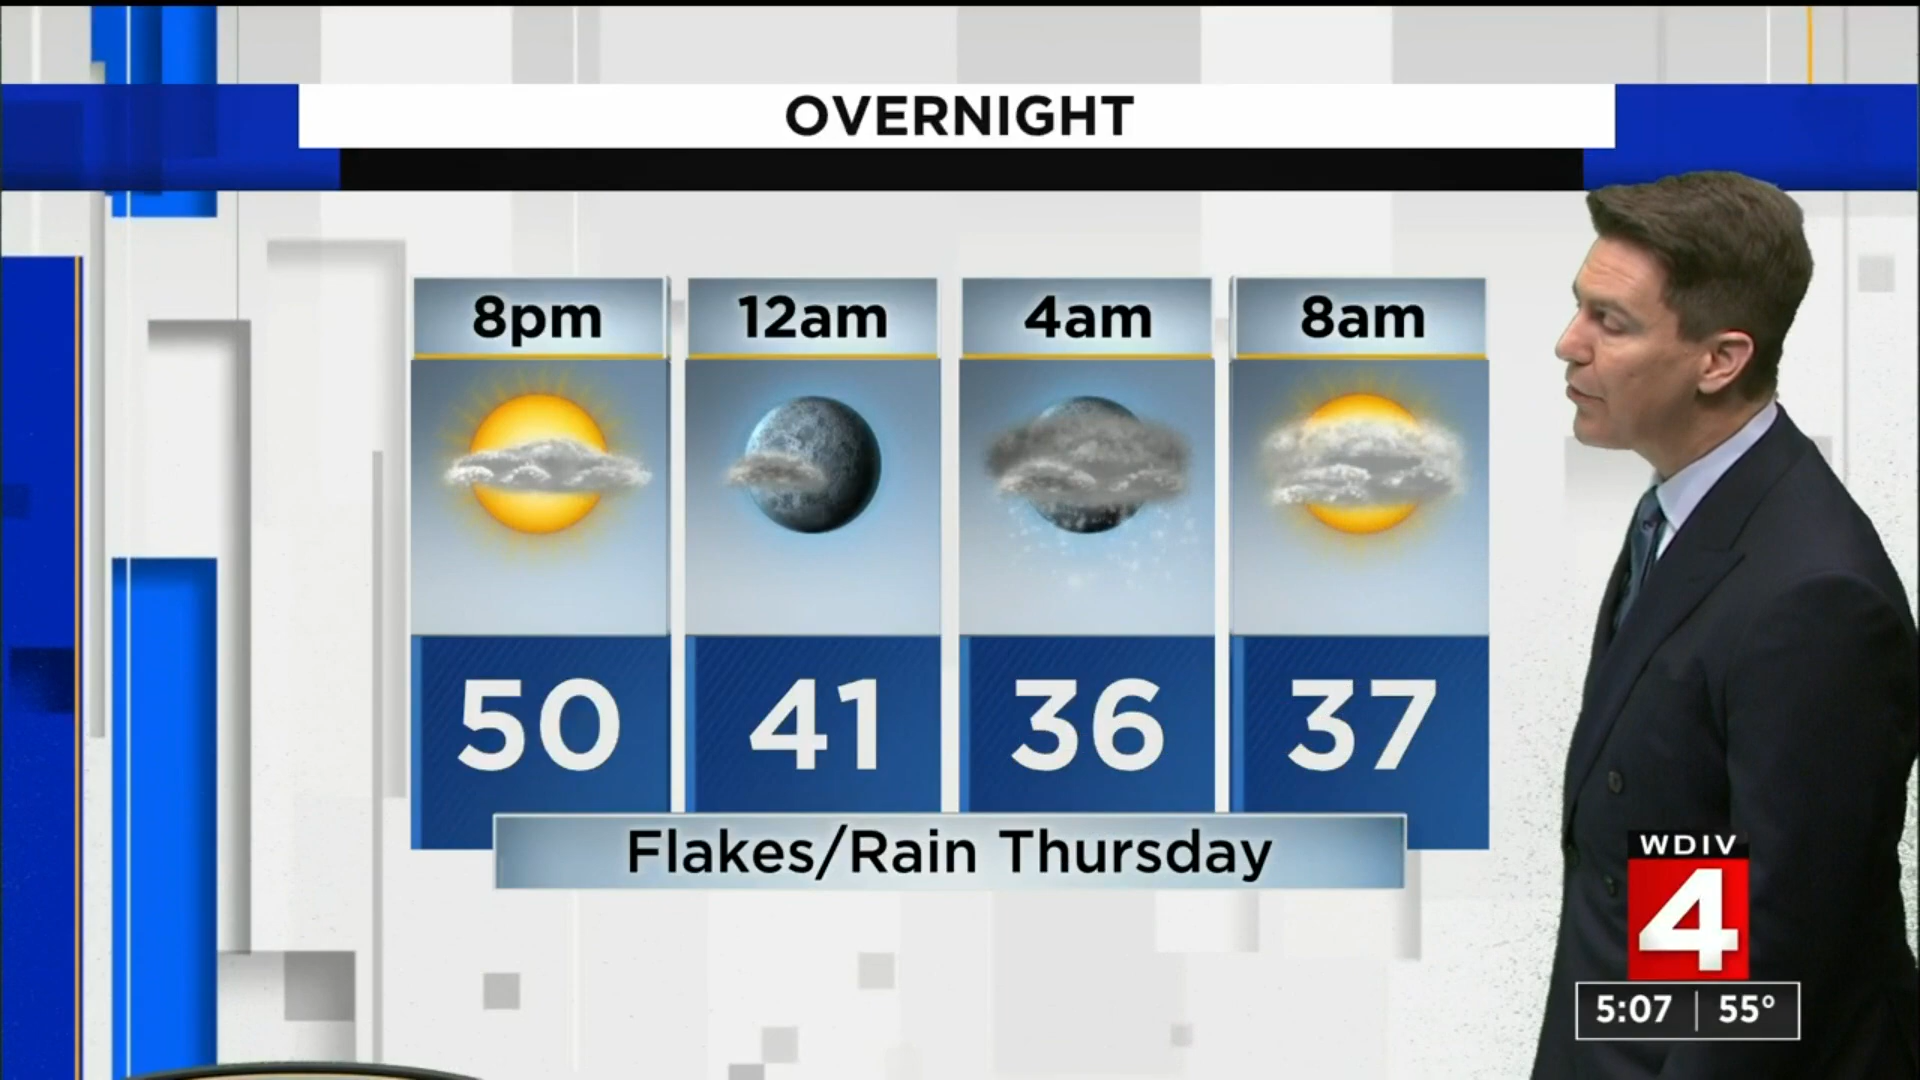 OVERNIGHT
8pm 12am 4am 8am
50 41 36 37
Flakes/Rain Thursday
WDIV
4
5:07 | 55°